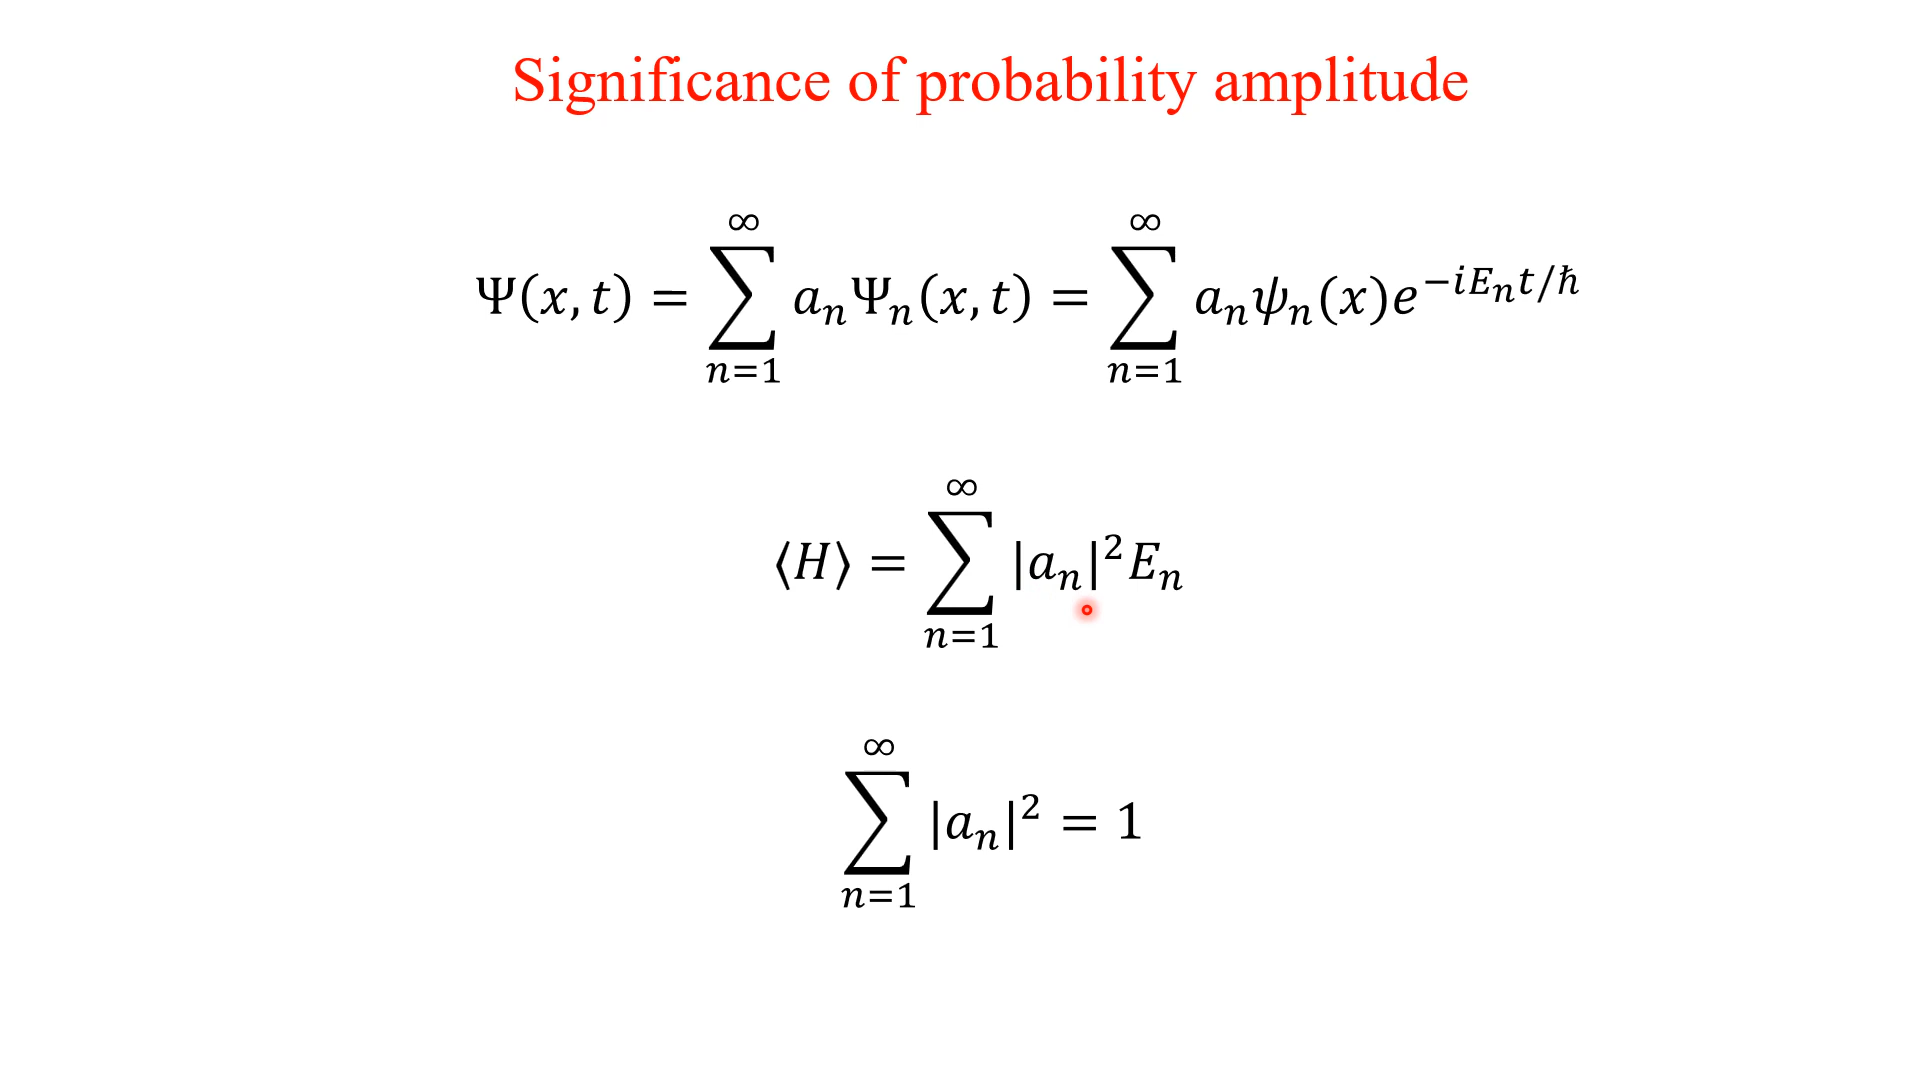 Significance of probability amplitude
Ψ(x, t) = ∑_{n=1}^{∞} a_n Ψ_n(x, t) = ∑_{n=1}^{∞} a_n ψ_n(x) e^{−iE_n t/ℏ}
⟨H⟩ = ∑_{n=1}^{∞} |a_n|² E_n
∑_{n=1}^{∞} |a_n|² = 1